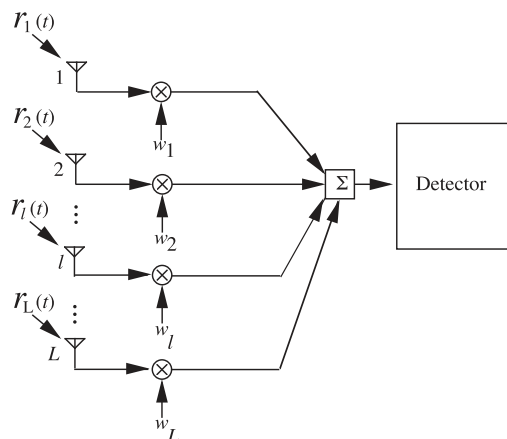 r1(t)
1
w1
r2(t)
2
w2
⋮
rl(t)
l
wl
⋮
rL(t)
L
wL
Σ
Detector